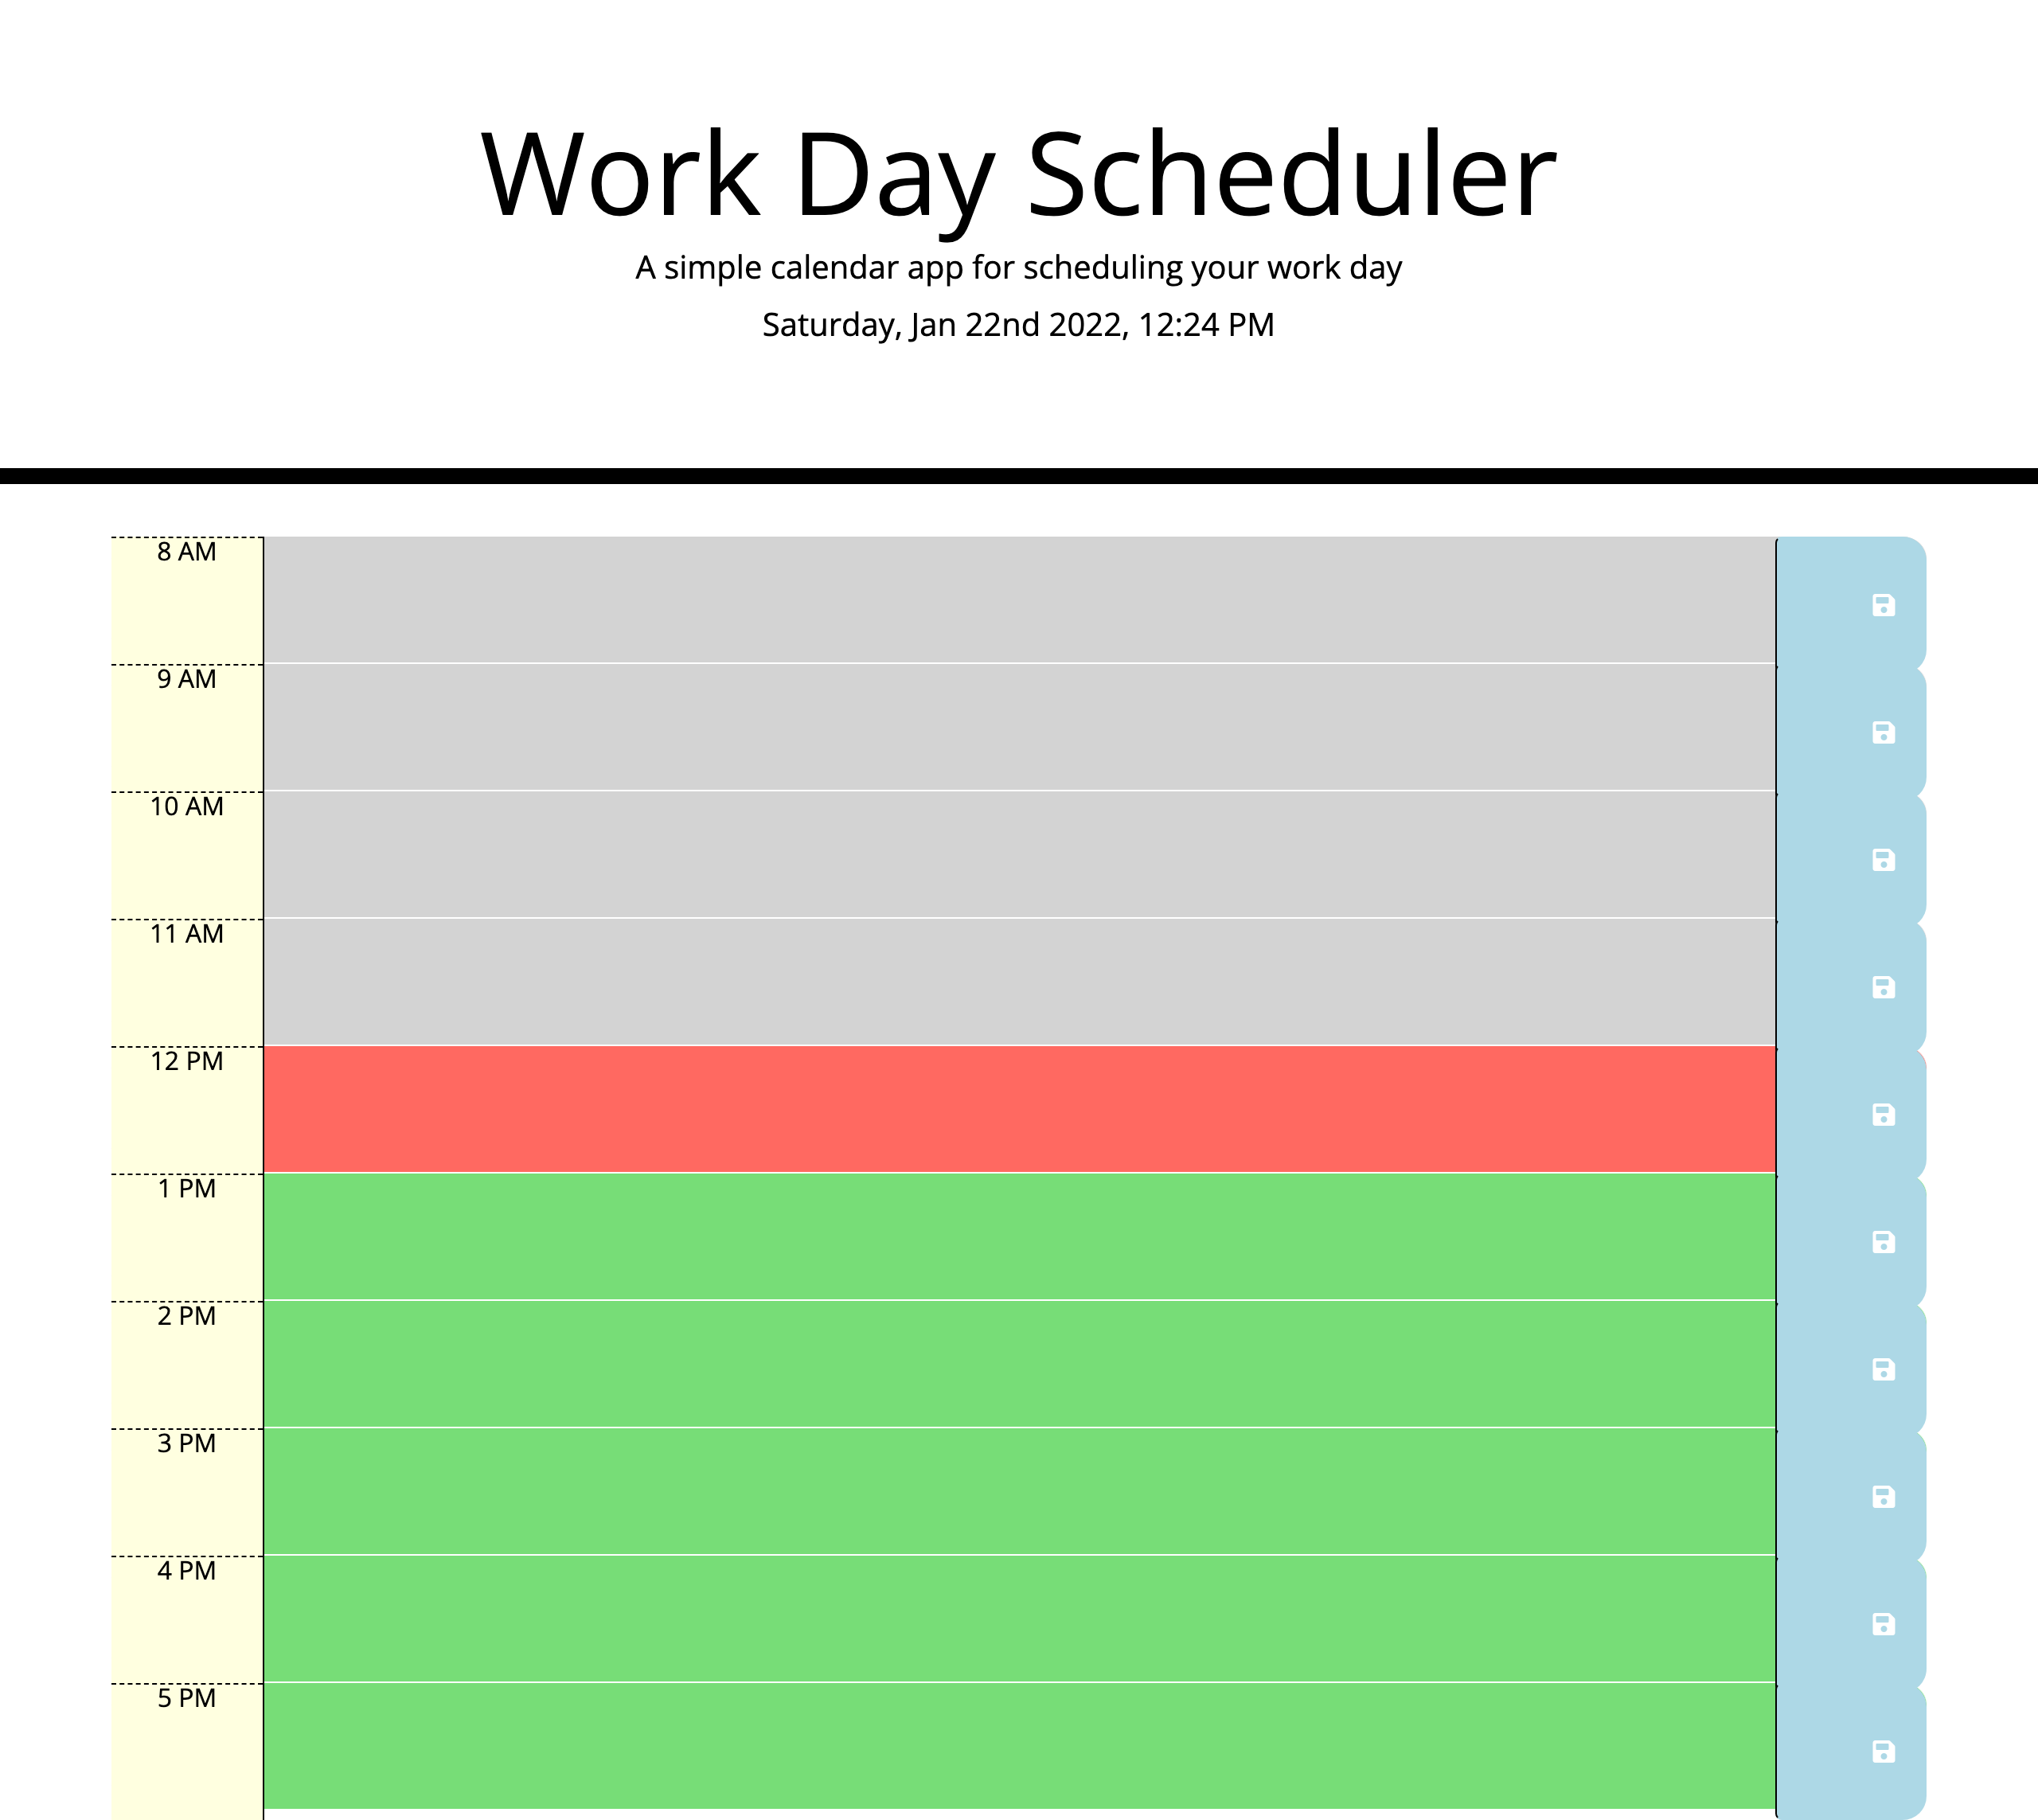 Work Day Scheduler
A simple calendar app for scheduling your work day
Saturday, Jan 22nd 2022, 12:24 PM
8 AM
9 AM
10 AM
11 AM
12 PM
1 PM
2 PM
3 PM
4 PM
5 PM